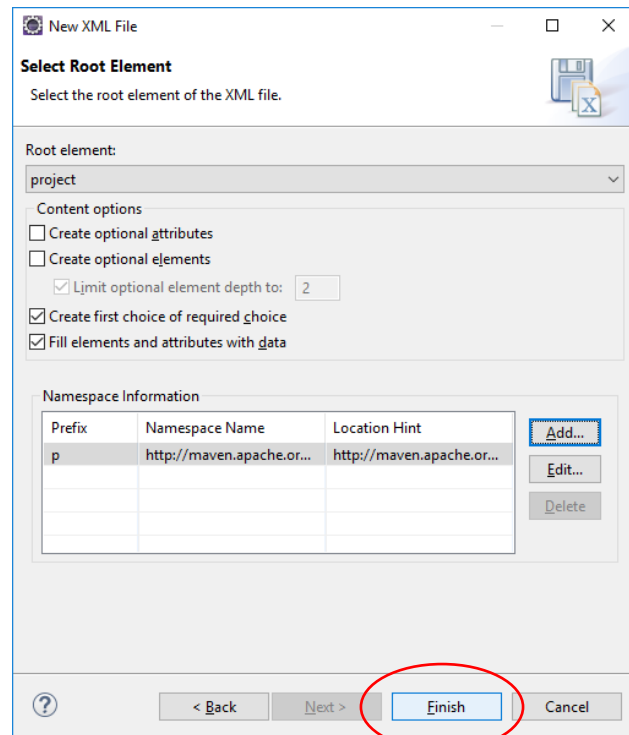 New XML File
Select Root Element
Select the root element of the XML file.
X
Root element:
project
Content options
Create optional attributes
Create optional elements
Limit optional element depth to: 2
Create first choice of required choice
Fill elements and attributes with data
Namespace Information
Prefix Namespace Name Location Hint
p http://maven.apache.or... http://maven.apache.or...
Add...
Edit...
Delete
? < Back Next > Finish Cancel